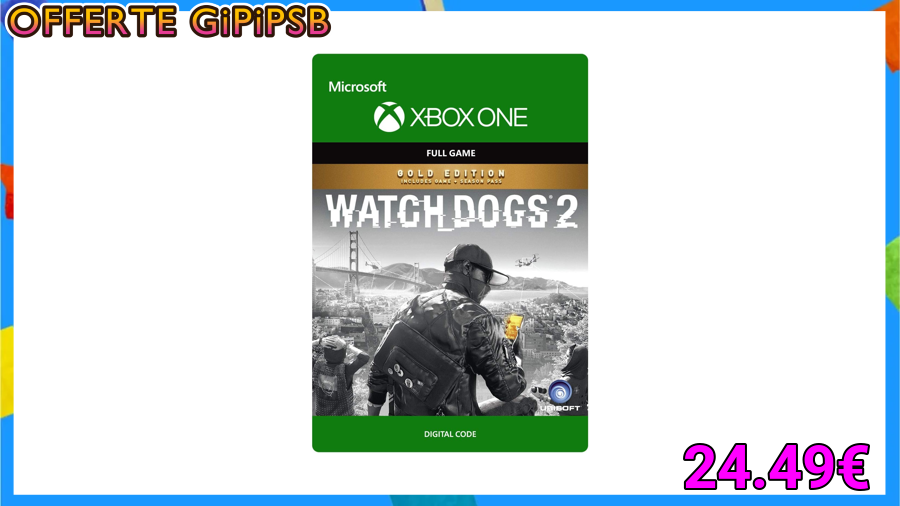 OFFERTE GiPiPSB
Microsoft
XBOX ONE
FULL GAME
GOLD EDITION
INCLUDES GAME + SEASON PASS
WATCH_DOGS® 2
UBISOFT
DIGITAL CODE
24.49€